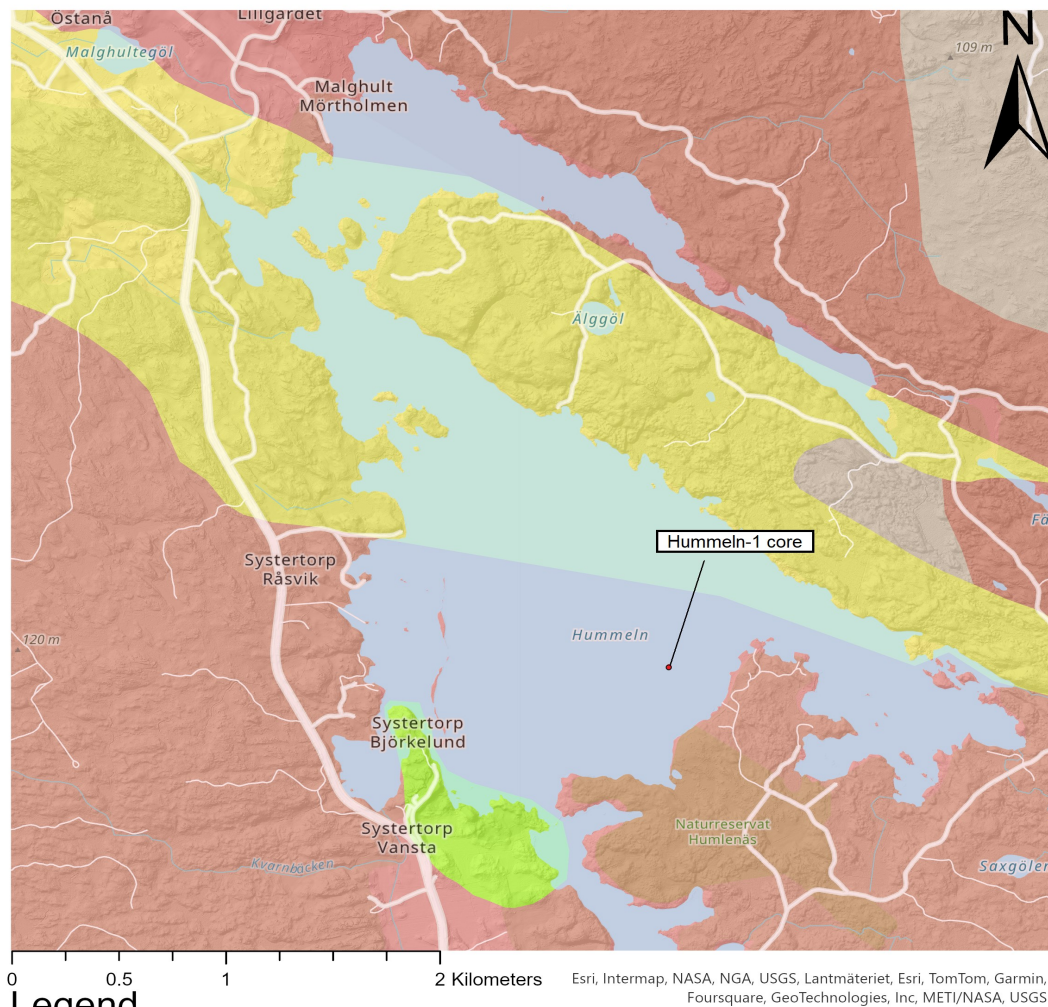 Östanå
Lillgårdet
N
Malghultegöl
109 m
Malghult
Mörtholmen
Älggöl
Hummeln-1 core
Systertorp
Råsvik
120 m
Hummeln
Systertorp
Björkelund
Systertorp
Vansta
Naturreservat
Humlenäs
Kvarnbäcken
0 0.5 1 2 Kilometers
Esri, Intermap, NASA, NGA, USGS, Lantmäteriet, Esri, TomTom, Garmin,
Foursquare, GeoTechnologies, Inc, METI/NASA, USGS
Legend